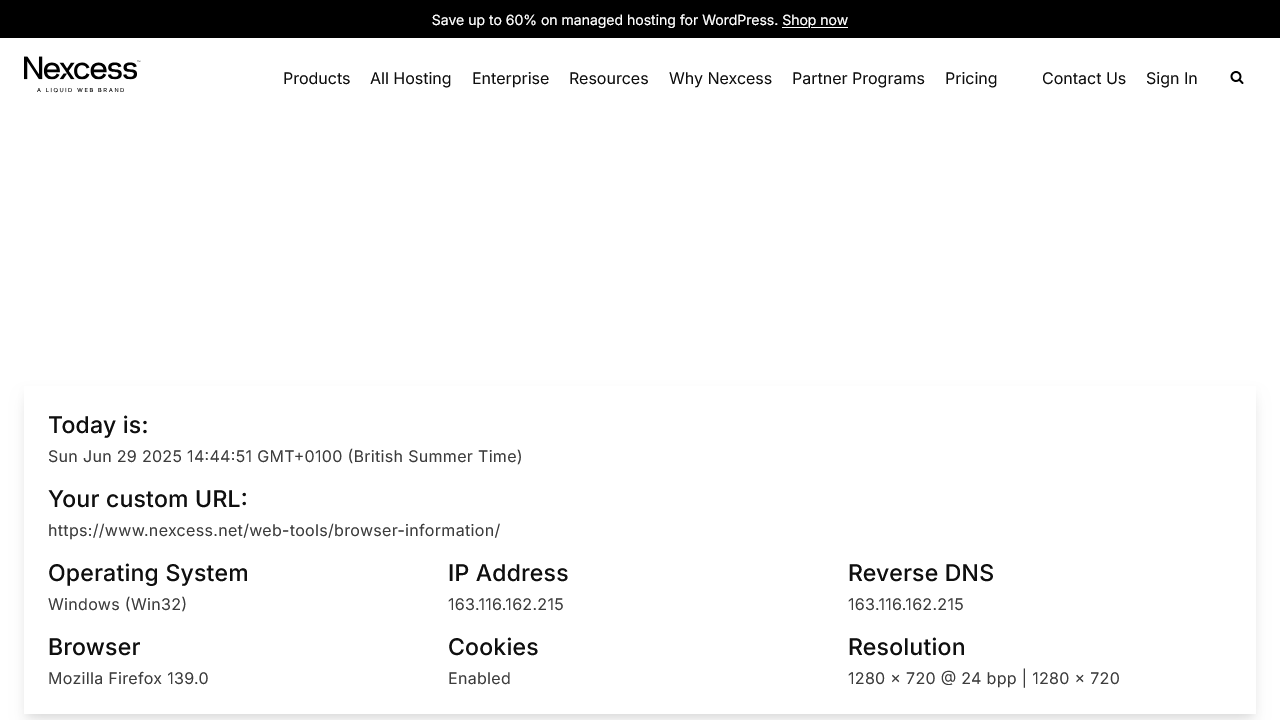 Save up to 60% on managed hosting for WordPress. Shop now
Nexcess
A LIQUID WEB BRAND
Products All Hosting Enterprise Resources Why Nexcess Partner Programs Pricing Contact Us Sign In
Today is:
Sun Jun 29 2025 14:44:51 GMT+0100 (British Summer Time)
Your custom URL:
https://www.nexcess.net/web-tools/browser-information/
Operating System IP Address Reverse DNS
Windows (Win32) 163.116.162.215 163.116.162.215
Browser Cookies Resolution
Mozilla Firefox 139.0 Enabled 1280 × 720 @ 24 bpp | 1280 × 720